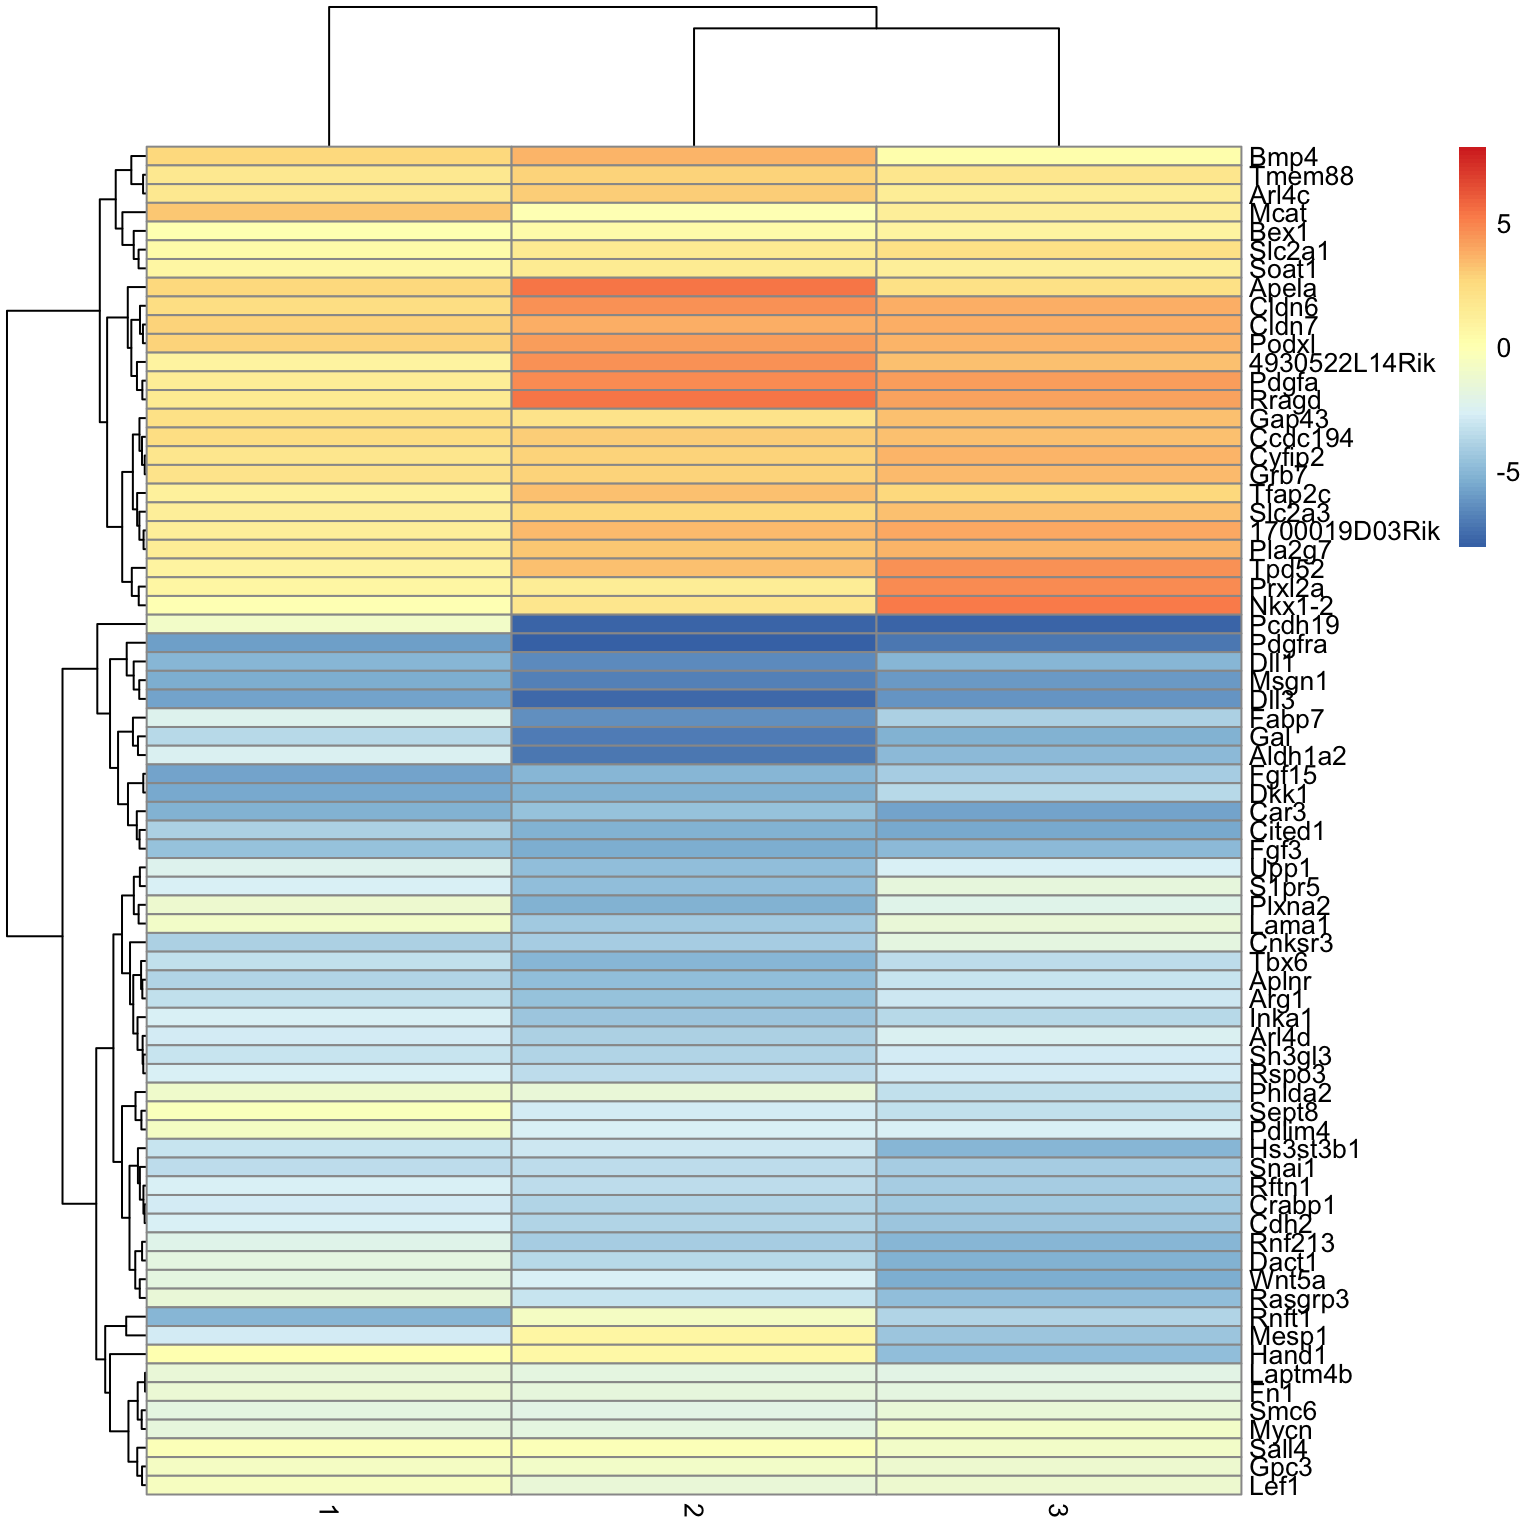 Bmp4
Tmem88
Arl4c
Mcat
Bex1
Slc2a1
Soat1
Apela
Cldn6
Cldn7
Podxl
4930522L14Rik
Pdgfa
Rragd
Gap43
Ccdc194
Cyfip2
Grb7
Tfap2c
Slc2a3
1700019D03Rik
Pla2g7
Tpd52
Prxl2a
Nkx1-2
Pcdh19
Pdgfra
Dll1
Msgn1
Dll3
Fabp7
Gal
Aldh1a2
Fgf15
Dkk1
Car3
Cited1
Fgf3
Upp1
S1pr5
Plxna2
Lama1
Cnksr3
Tbx6
Aplnr
Arg1
Inka1
Arl4d
Sh3gl3
Rspo3
Phlda2
Sept8
Pdlim4
Hs3st3b1
Snai1
Rftn1
Crabp1
Cdh2
Rnf213
Dact1
Wnt5a
Rasgrp3
Rnft1
Mesp1
Hand1
Laptm4b
Fn1
Smc6
Mycn
Sall4
Gpc3
Lef1
5
0
-5
1
2
3